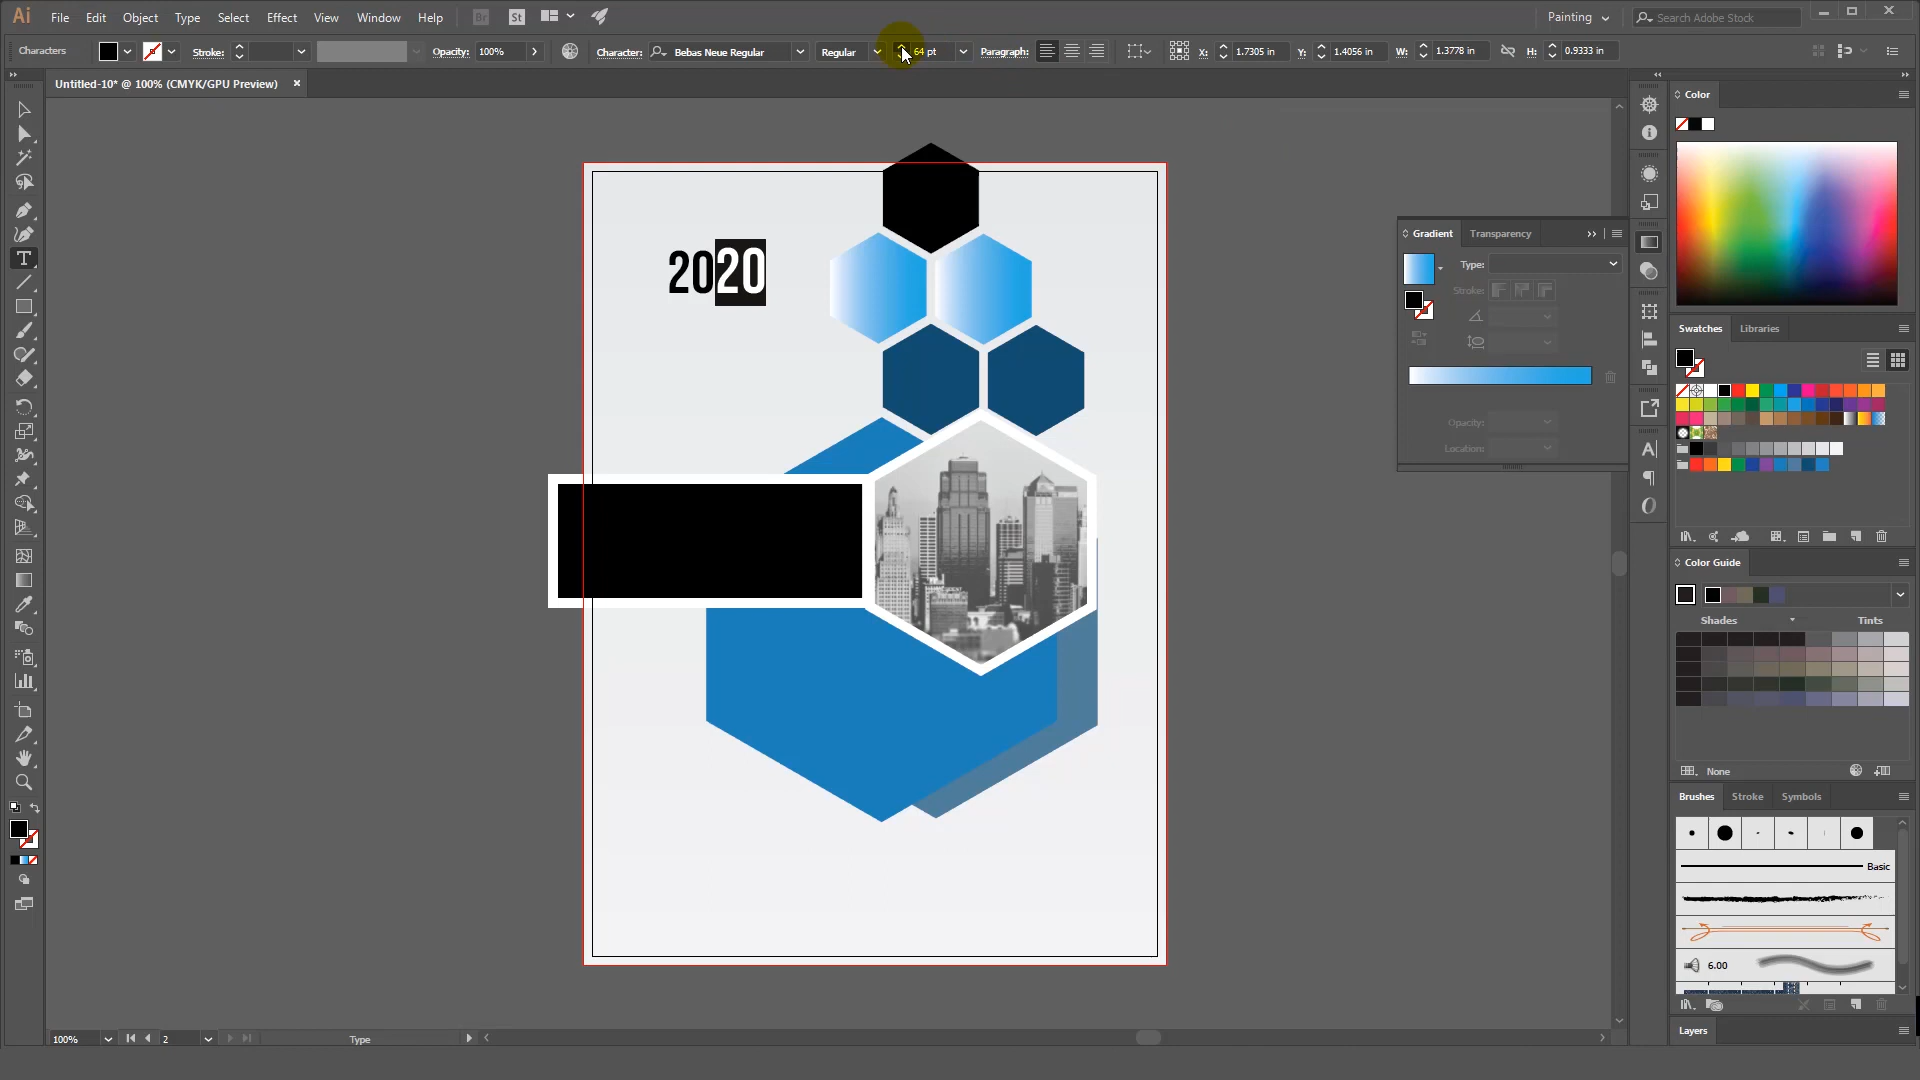 Ai File Edit Object Type Select Effect View Window Help Br St Painting Search Adobe Stock
Characters Stroke: Opacity: 100% Character: Bebas Neue Regular Regular 64 pt Paragraph: X: 1.7305 in Y: 1.4056 in W: 1.3778 in H: 0.9333 in
Untitled-10* @ 100% (CMYK/GPU Preview)
Color
2020
Gradient Transparency
Type:
Stroke:
Opacity:
Location:
Swatches Libraries
Color Guide
Shades Tints
None
Brushes Stroke Symbols
Basic
6.00
Layers
100% 2 Type